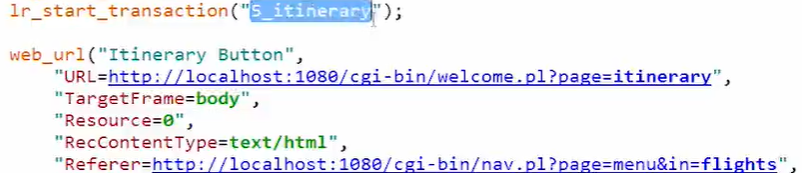 lr_start_transaction("5_itinerary");
web_url("Itinerary Button",
"URL=http://localhost:1080/cgi-bin/welcome.pl?page=itinerary",
"TargetFrame=body",
"Resource=0",
"RecContentType=text/html",
"Referer=http://localhost:1080/cgi-bin/nav.pl?page=menu&in=flights",